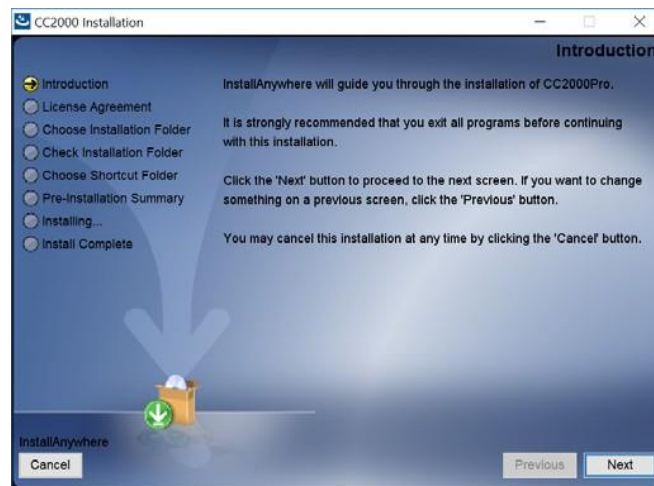 CC2000 Installation
Introduction
Introduction
License Agreement
Choose Installation Folder
Check Installation Folder
Choose Shortcut Folder
Pre-Installation Summary
Installing...
Install Complete
InstallAnywhere will guide you through the installation of CC2000Pro.
It is strongly recommended that you exit all programs before continuing
with this installation.
Click the 'Next' button to proceed to the next screen. If you want to change
something on a previous screen, click the 'Previous' button.
You may cancel this installation at any time by clicking the 'Cancel' button.
InstallAnywhere
Cancel
Previous
Next